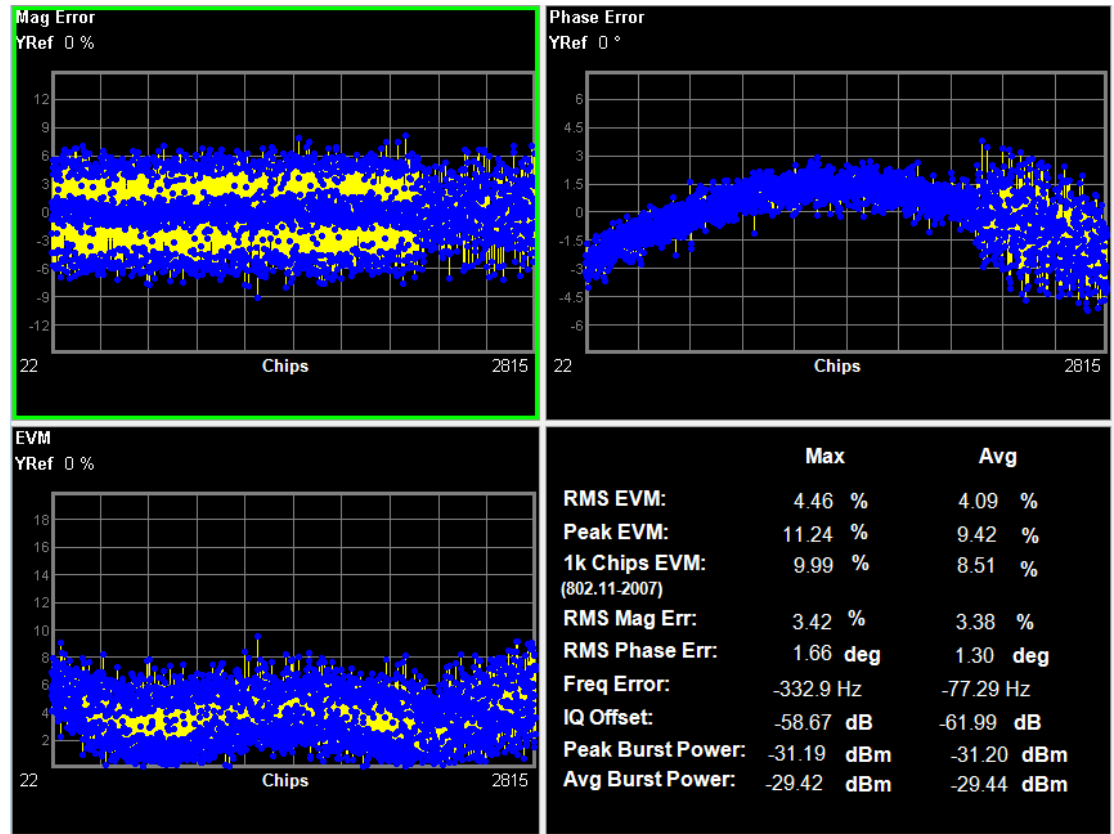 Mag Error
YRef 0 %
12
9
6
3
0
-3
-6
-9
-12
22 Chips 2815
Phase Error
YRef 0 °
6
4.5
3
1.5
0
-1.5
-3
-4.5
-6
22 Chips 2815
EVM
YRef 0 %
18
16
14
12
10
8
6
4
2
22 Chips 2815
Max Avg
RMS EVM: 4.46 % 4.09 %
Peak EVM: 11.24 % 9.42 %
1k Chips EVM: 9.99 % 8.51 %
(802.11-2007)
RMS Mag Err: 3.42 % 3.38 %
RMS Phase Err: 1.66 deg 1.30 deg
Freq Error: -332.9 Hz -77.29 Hz
IQ Offset: -58.67 dB -61.99 dB
Peak Burst Power: -31.19 dBm -31.20 dBm
Avg Burst Power: -29.42 dBm -29.44 dBm